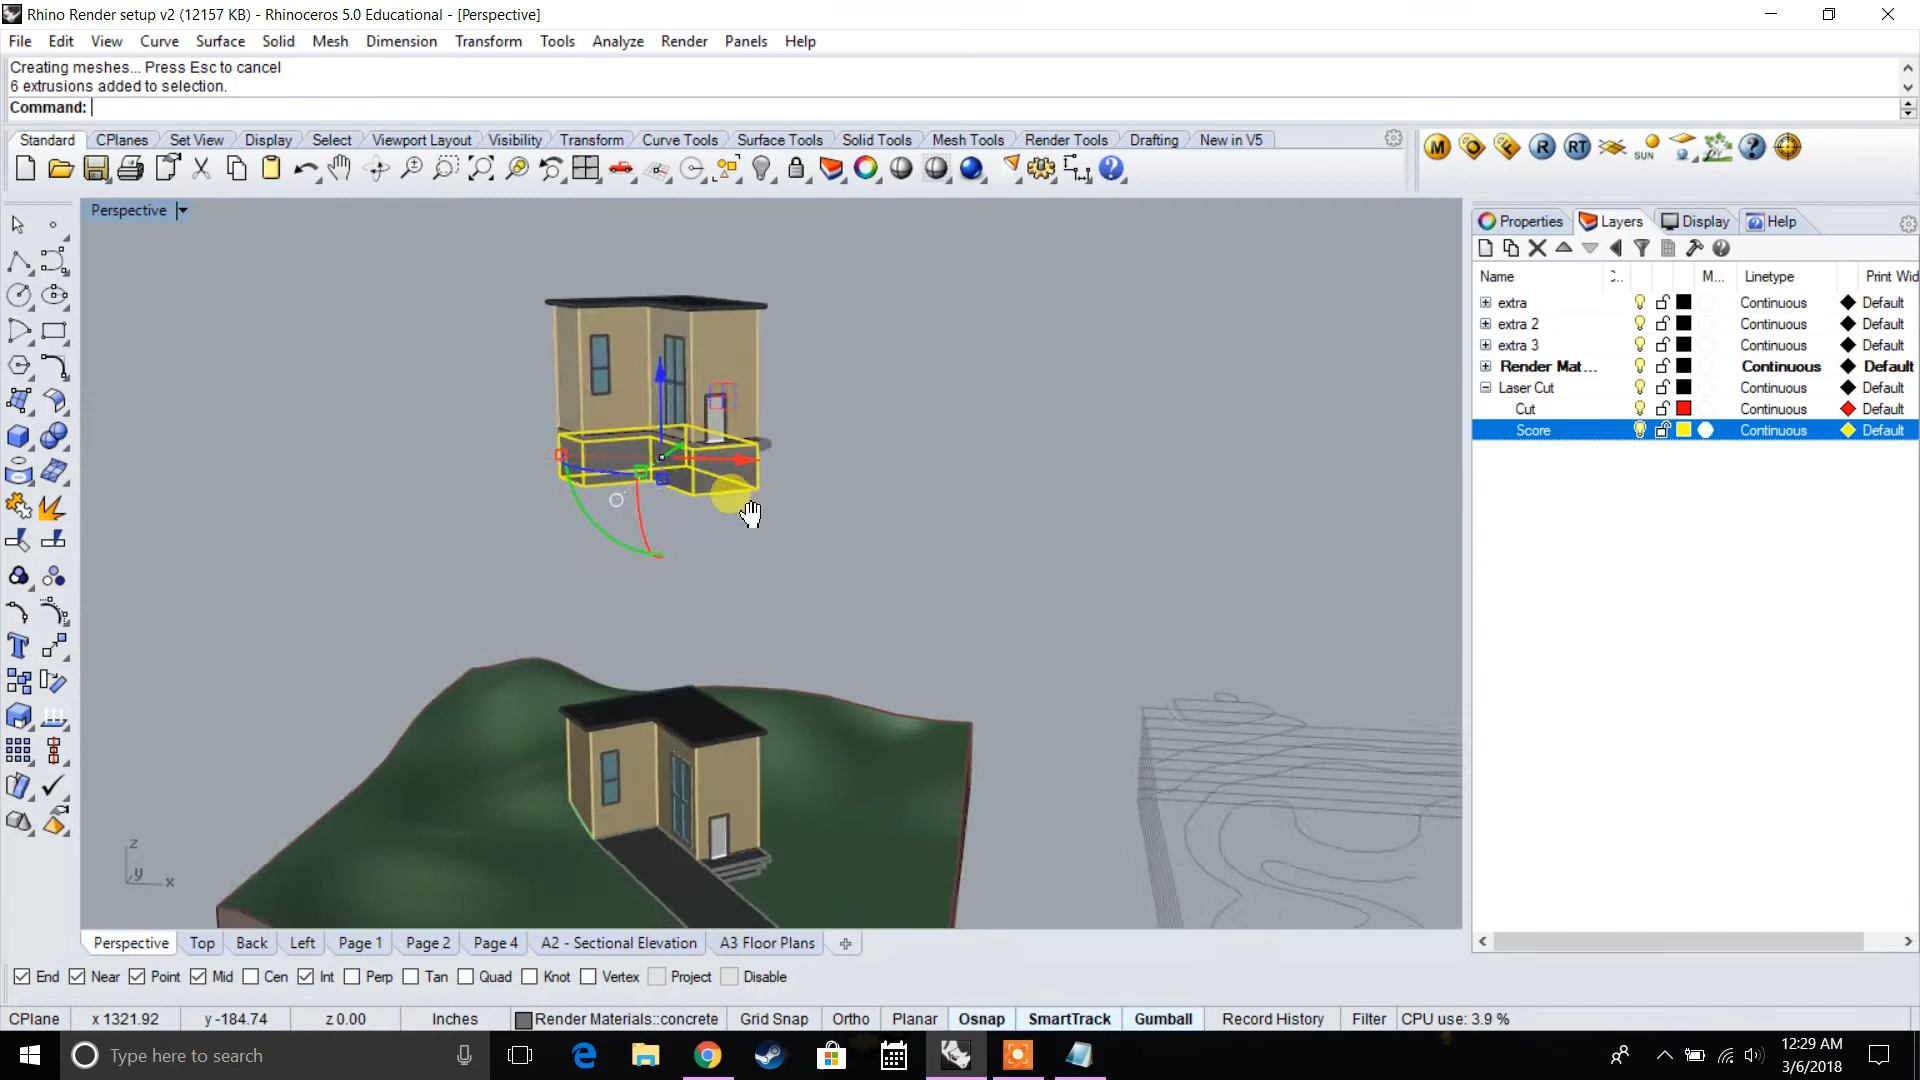 Rhino Render setup v2 (12157 KB) - Rhinoceros 5.0 Educational - [Perspective]
File Edit View Curve Surface Solid Mesh Dimension Transform Tools Analyze Render Panels Help
Creating meshes... Press Esc to cancel
6 extrusions added to selection.
Command:
Standard CPlanes Set View Display Select Viewport Layout Visibility Transform Curve Tools Surface Tools Solid Tools Mesh Tools Render Tools Drafting New in V5
M R RT SUN
Perspective
Properties Layers Display Help
Name M... Linetype Print Wid
extra Continuous Default
extra 2 Continuous Default
extra 3 Continuous Default
Render Mat... Continuous Default
Laser Cut Continuous Default
Cut Continuous Default
Score Continuous Default
z
y x
Perspective Top Back Left Page 1 Page 2 Page 4 A2 - Sectional Elevation A3 Floor Plans
End Near Point Mid Cen Int Perp Tan Quad Knot Vertex Project Disable
CPlane x 1321.92 y -184.74 z 0.00 Inches Render Materials::concrete Grid Snap Ortho Planar Osnap SmartTrack Gumball Record History Filter CPU use: 3.9 %
Type here to search
12:29 AM
3/6/2018